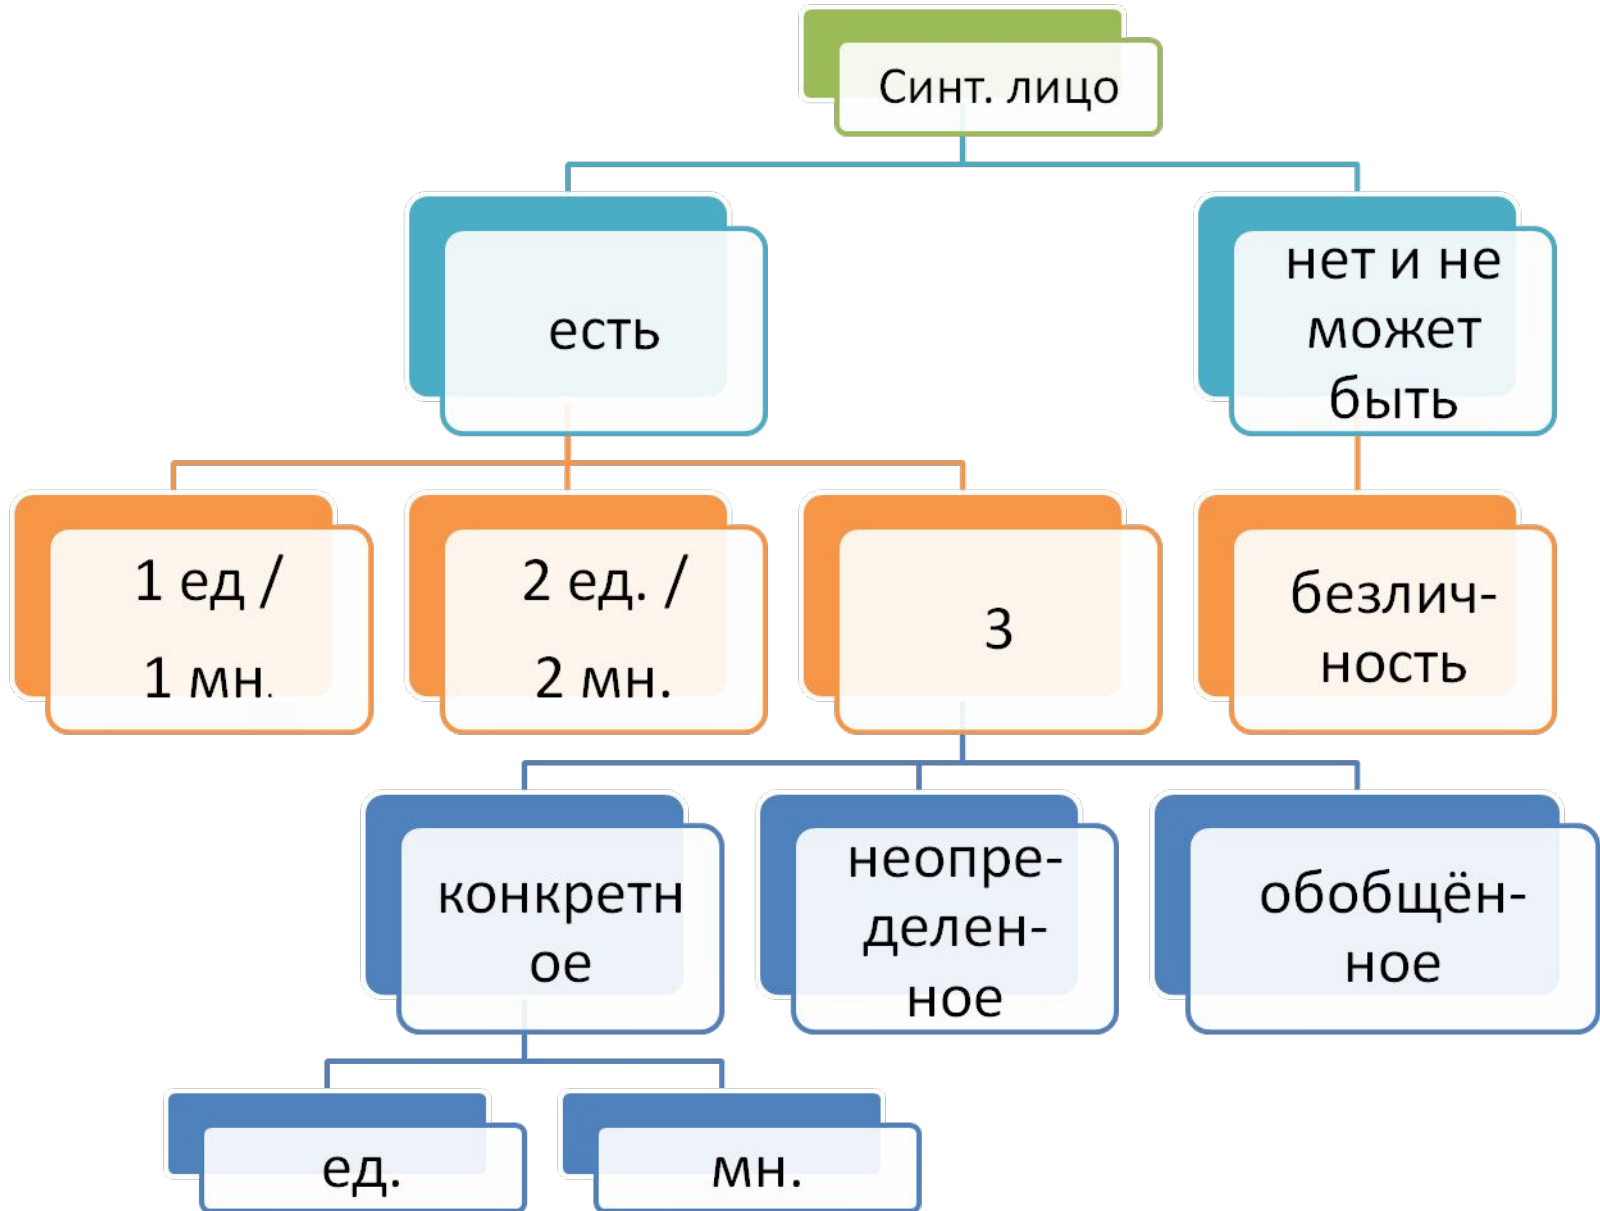 Синт. лицо
есть
нет и не
может
быть
1 ед /
1 мн.
2 ед. /
2 мн.
3
безлич-
ность
конкретн
ое
неопре-
делен-
ное
обобщён-
ное
ед.
мн.